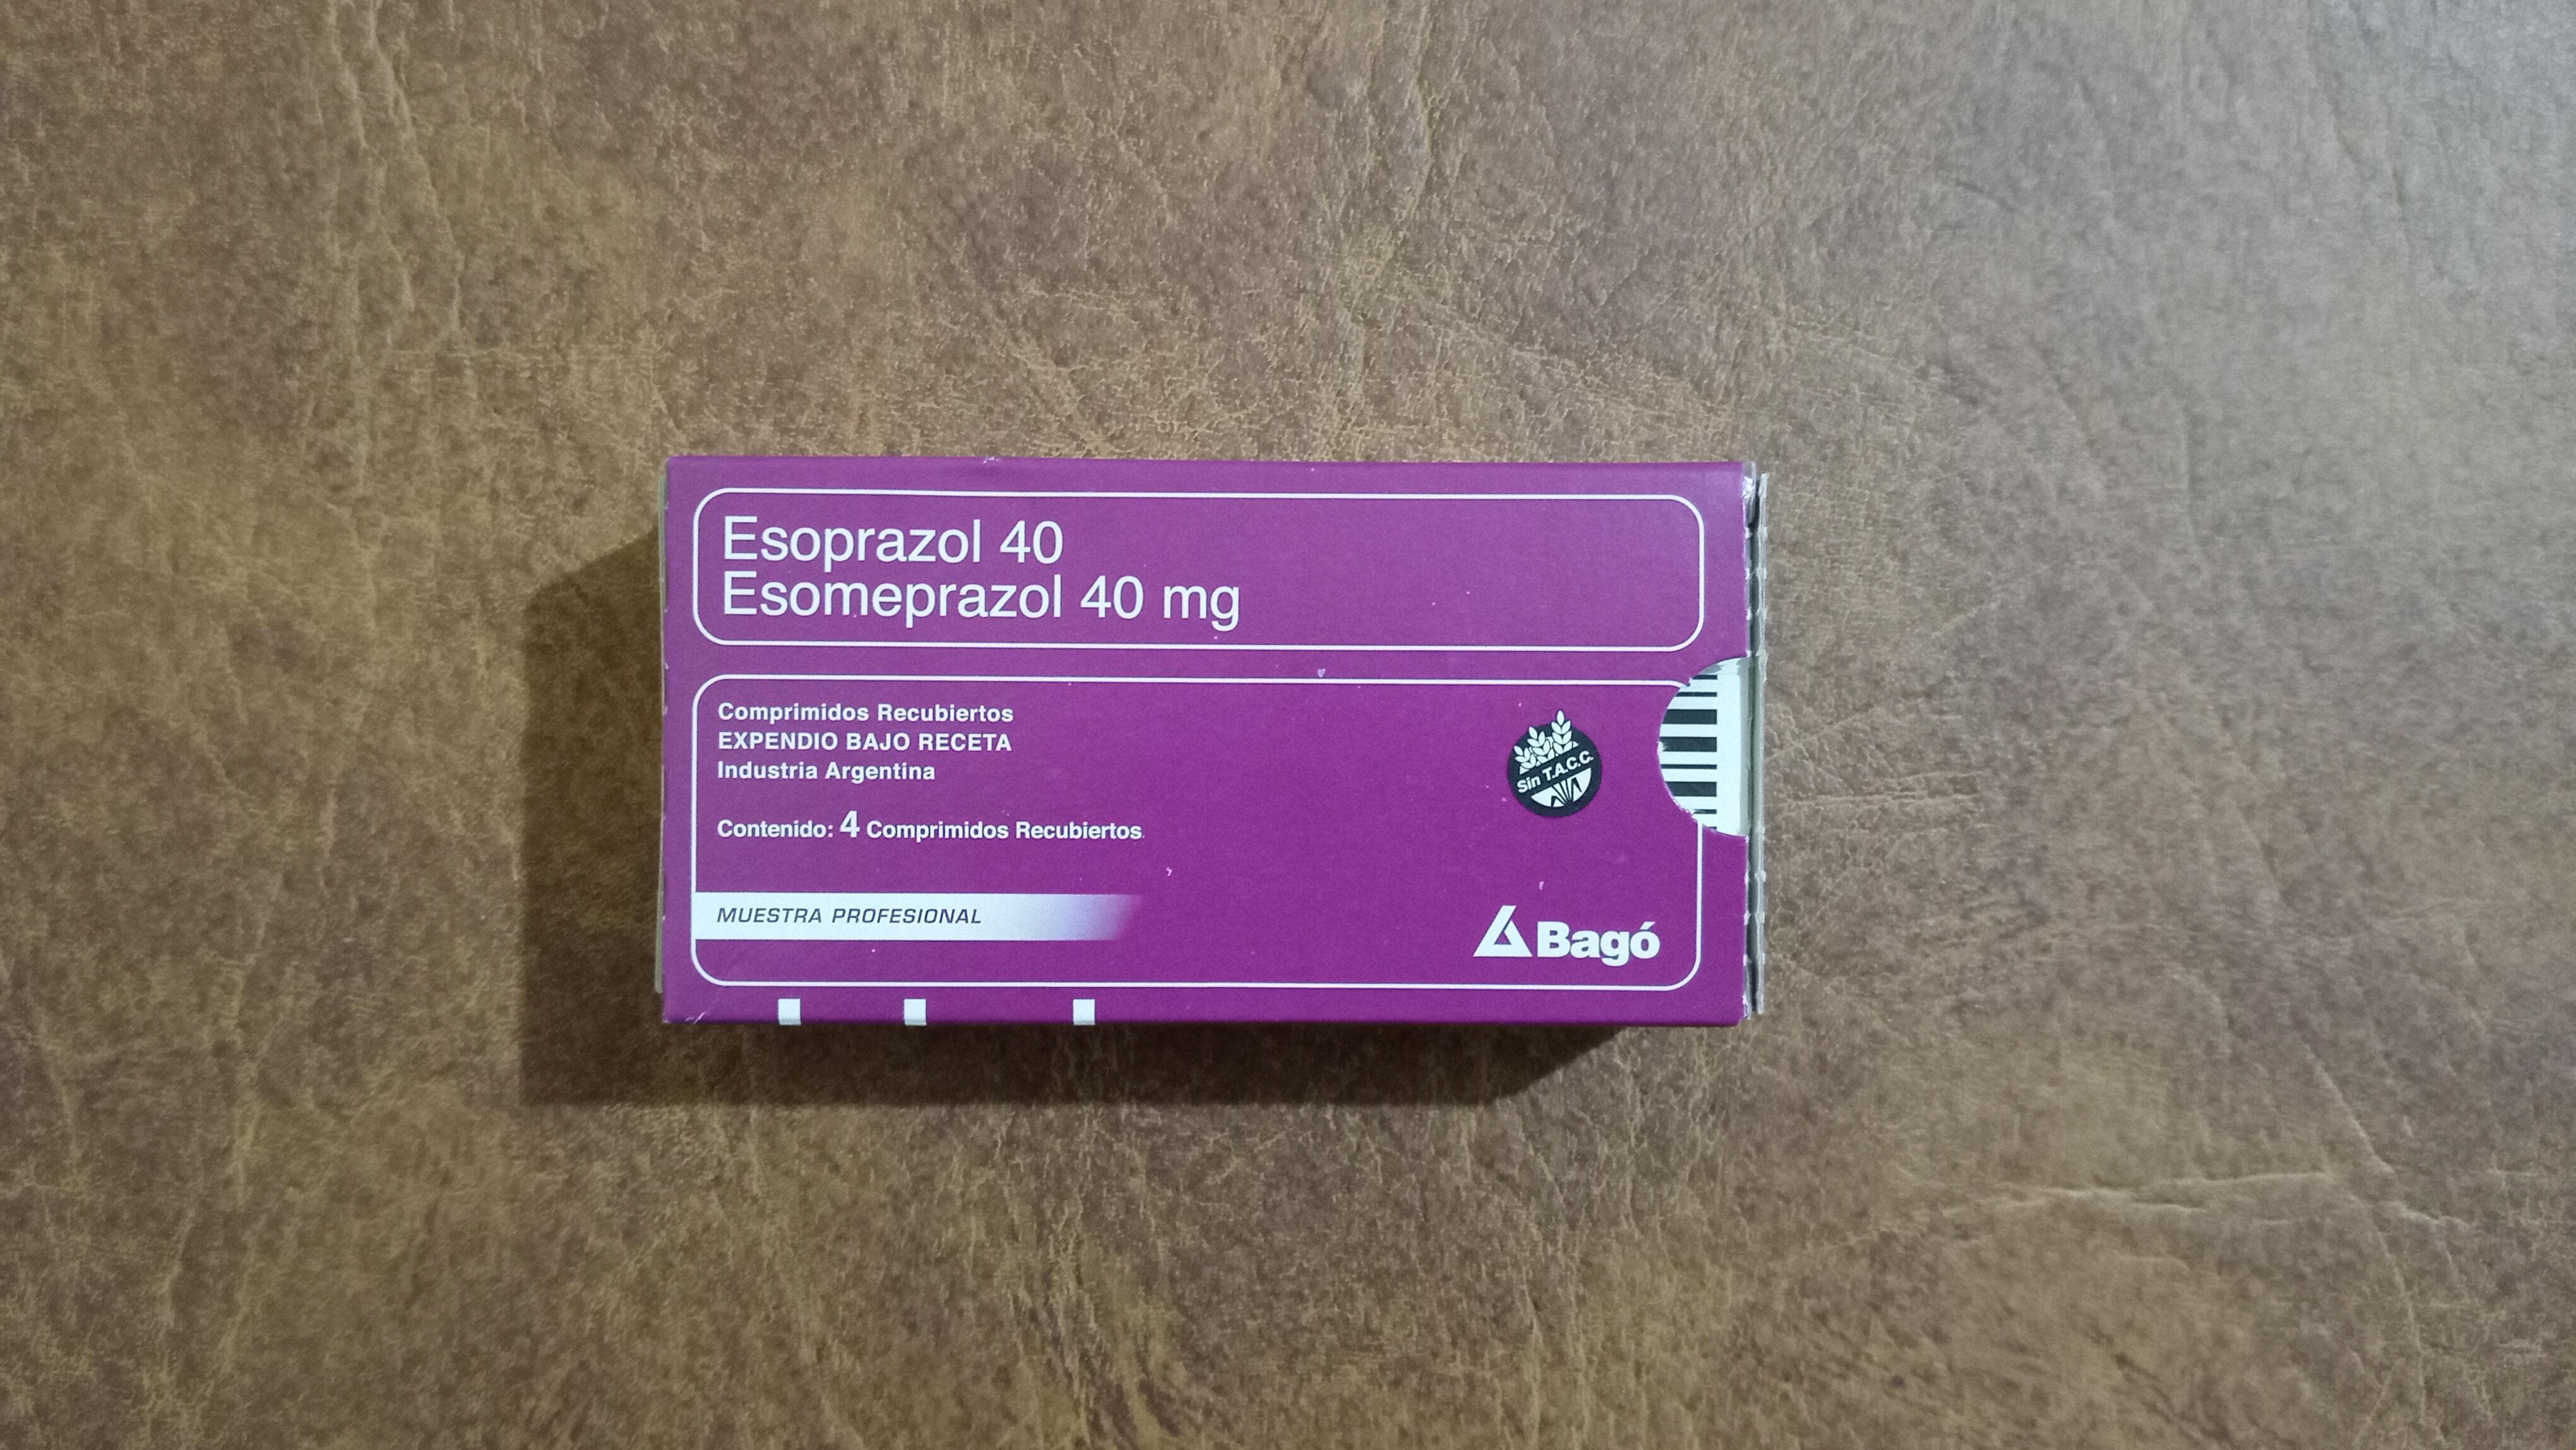 Esoprazol 40
Esomeprazol 40 mg
Comprimidos Recubiertos
EXPENDIO BAJO RECETA
Industria Argentina
Sin T.A.C.C.
Contenido: 4 Comprimidos Recubiertos
MUESTRA PROFESIONAL
Bagó